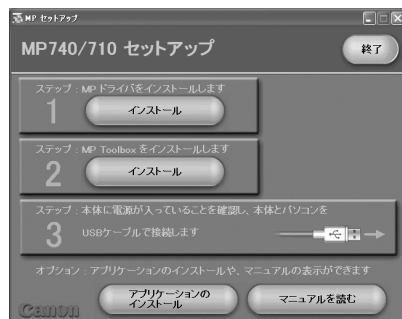 MP セットアップ
MP740/710 セットアップ
終了
ステップ : MP ドライバをインストールします
1
インストール
ステップ : MP Toolbox をインストールします
2
インストール
ステップ : 本体に電源が入っていることを確認し、本体とパソコンを
3
USBケーブルで接続します
オプション : アプリケーションのインストールや、マニュアルの表示ができます
Canon
アプリケーションの
インストール
マニュアルを読む